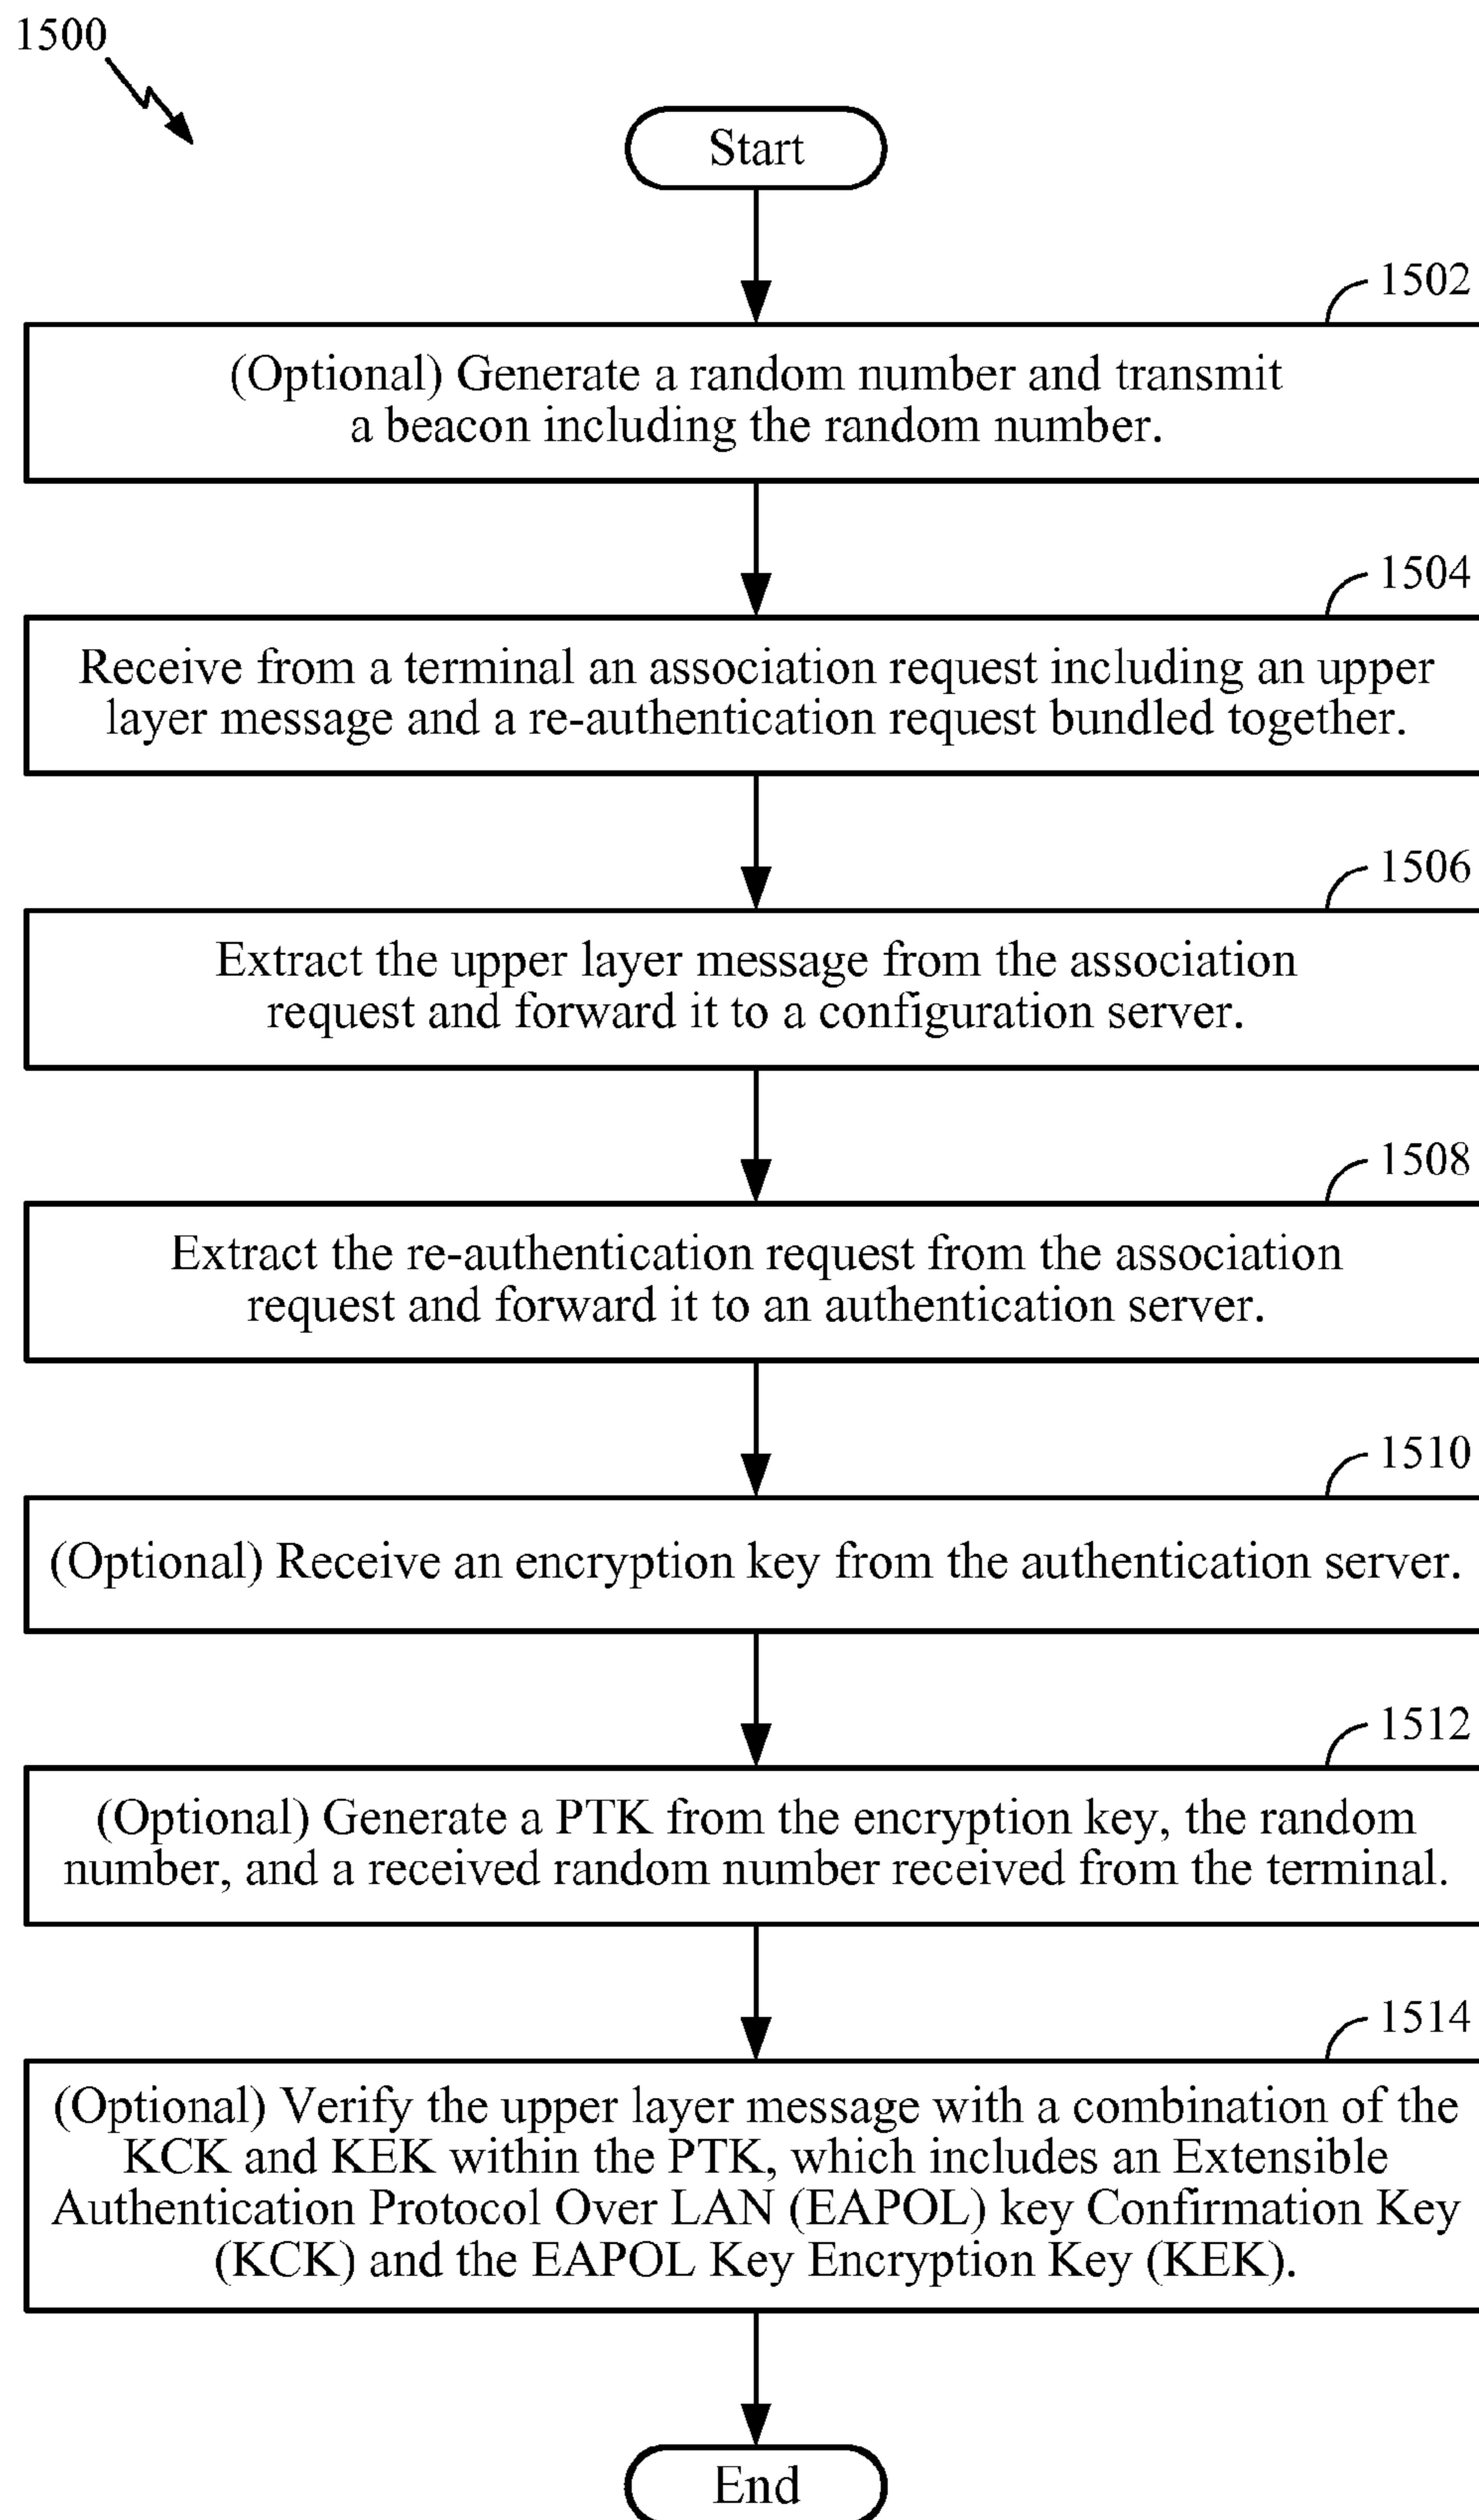 1500
Start
1502
(Optional) Generate a random number and transmit
a beacon including the random number.
1504
Receive from a terminal an association request including an upper
layer message and a re-authentication request bundled together.
1506
Extract the upper layer message from the association
request and forward it to a configuration server.
1508
Extract the re-authentication request from the association
request and forward it to an authentication server.
1510
(Optional) Receive an encryption key from the authentication server.
1512
(Optional) Generate a PTK from the encryption key, the random
number, and a received random number received from the terminal.
1514
(Optional) Verify the upper layer message with a combination of the
KCK and KEK within the PTK, which includes an Extensible
Authentication Protocol Over LAN (EAPOL) key Confirmation Key
(KCK) and the EAPOL Key Encryption Key (KEK).
End